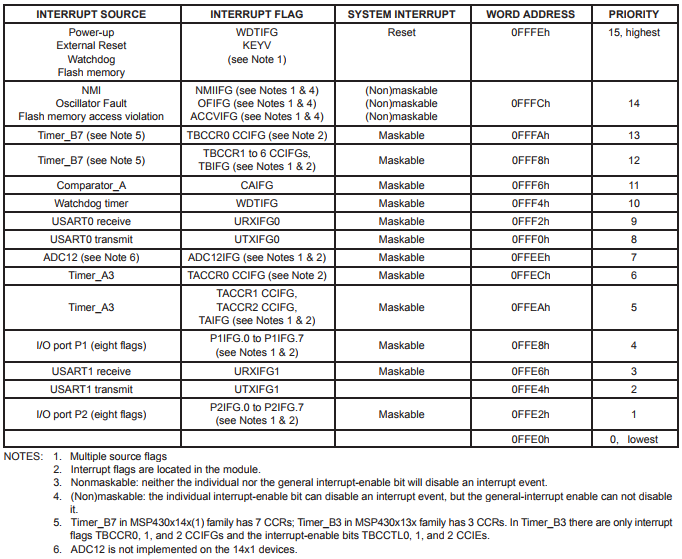 INTERRUPT SOURCE INTERRUPT FLAG SYSTEM INTERRUPT WORD ADDRESS PRIORITY
Power-up WDTIFG Reset 0FFFEh 15, highest
External Reset KEYV
Watchdog (see Note 1)
Flash memory
NMI NMIIFG (see Notes 1 & 4) (Non)maskable
Oscillator Fault OFIFG (see Notes 1 & 4) (Non)maskable 0FFFCh 14
Flash memory access violation ACCVIFG (see Notes 1 & 4) (Non)maskable
Timer_B7 (see Note 5) TBCCR0 CCIFG (see Note 2) Maskable 0FFFAh 13
Timer_B7 (see Note 5) TBCCR1 to 6 CCIFGs, Maskable 0FFF8h 12
TBIFG (see Notes 1 & 2)
Comparator_A CAIFG Maskable 0FFF6h 11
Watchdog timer WDTIFG Maskable 0FFF4h 10
USART0 receive URXIFG0 Maskable 0FFF2h 9
USART0 transmit UTXIFG0 Maskable 0FFF0h 8
ADC12 (see Note 6) ADC12IFG (see Notes 1 & 2) Maskable 0FFEEh 7
Timer_A3 TACCR0 CCIFG (see Note 2) Maskable 0FFECh 6
TACCR1 CCIFG,
Timer_A3 TACCR2 CCIFG, Maskable 0FFEAh 5
TAIFG (see Notes 1 & 2)
I/O port P1 (eight flags) P1IFG.0 to P1IFG.7 Maskable 0FFE8h 4
(see Notes 1 & 2)
USART1 receive URXIFG1 Maskable 0FFE6h 3
USART1 transmit UTXIFG1 0FFE4h 2
I/O port P2 (eight flags) P2IFG.0 to P2IFG.7 Maskable 0FFE2h 1
(see Notes 1 & 2)
0FFE0h 0, lowest
NOTES: 1. Multiple source flags
2. Interrupt flags are located in the module.
3. Nonmaskable: neither the individual nor the general interrupt-enable bit will disable an interrupt event.
4. (Non)maskable: the individual interrupt-enable bit can disable an interrupt event, but the general-interrupt enable can not disable
it.
5. Timer_B7 in MSP430x14x(1) family has 7 CCRs; Timer_B3 in MSP430x13x family has 3 CCRs. In Timer_B3 there are only interrupt
flags TBCCR0, 1, and 2 CCIFGs and the interrupt-enable bits TBCCTL0, 1, and 2 CCIEs.
6. ADC12 is not implemented on the 14x1 devices.